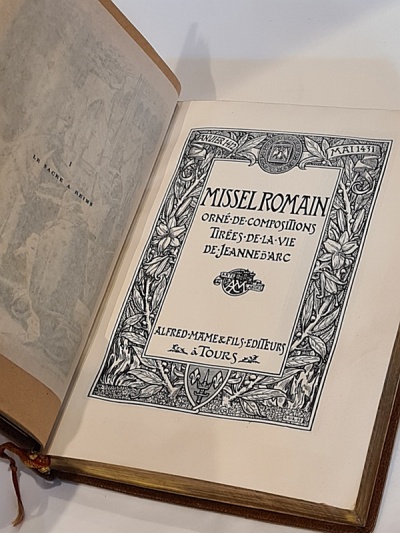 I
LE SACRE A REIMS
JANVIER 1412
MAI 1431
MISSEL ROMAIN
ORNÉ·DE·COMPOSITIONS
TIRÉES·DE·LA·VIE
DE·JEANNE D'ARC
ALFRED·MAME & FILS·EDITEURS
à TOURS